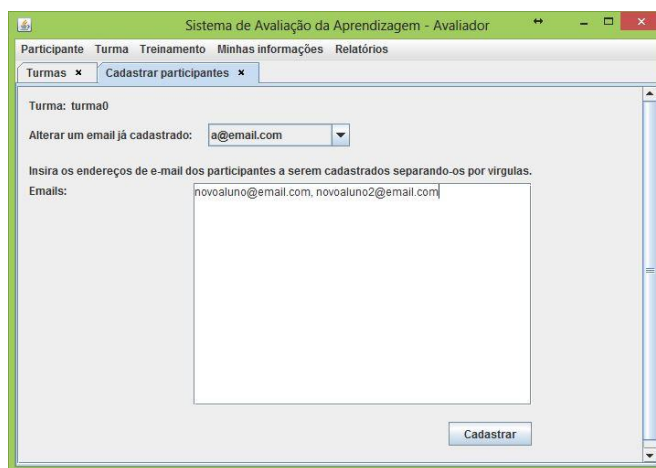 Sistema de Avaliação da Aprendizagem - Avaliador
Participante Turma Treinamento Minhas informações Relatórios
Turmas Cadastrar participantes
Turma: turma0
Alterar um email já cadastrado: a@email.com
Insira os endereços de e-mail dos participantes a serem cadastrados separando-os por virgulas.
Emails: novoaluno@email.com, novoaluno2@email.com
Cadastrar